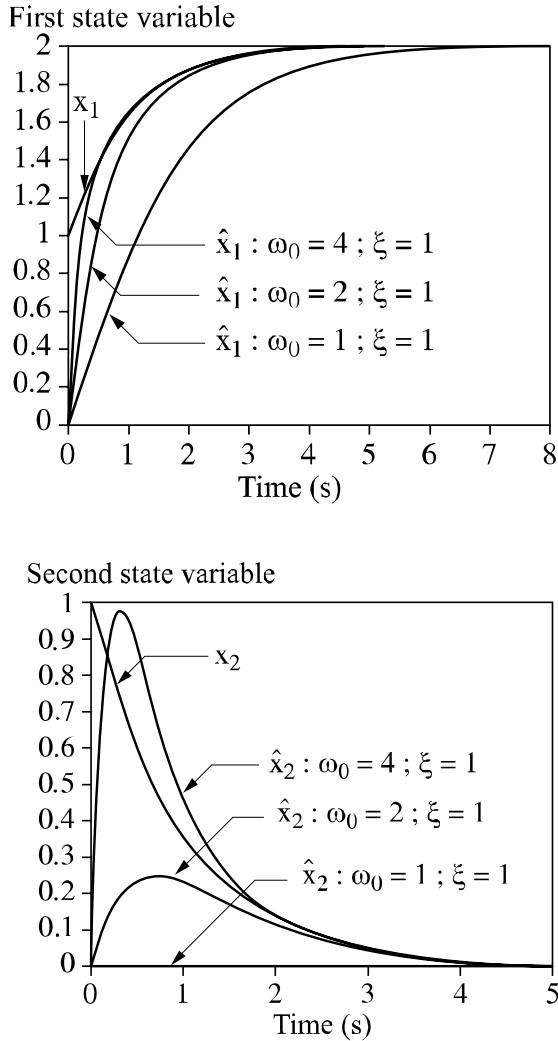 First state variable
2
1.8
x₁
1.6
1.4
1.2
1
x̂₁ : ω₀ = 4 ; ξ = 1
0.8
x̂₁ : ω₀ = 2 ; ξ = 1
0.6
x̂₁ : ω₀ = 1 ; ξ = 1
0.4
0.2
0
0 1 2 3 4 5 6 7 8
Time (s)
Second state variable
1
0.9
x₂
0.8
0.7
0.6
x̂₂ : ω₀ = 4 ; ξ = 1
0.5
x̂₂ : ω₀ = 2 ; ξ = 1
0.4
0.3
x̂₂ : ω₀ = 1 ; ξ = 1
0.2
0.1
0
0 1 2 3 4 5
Time (s)